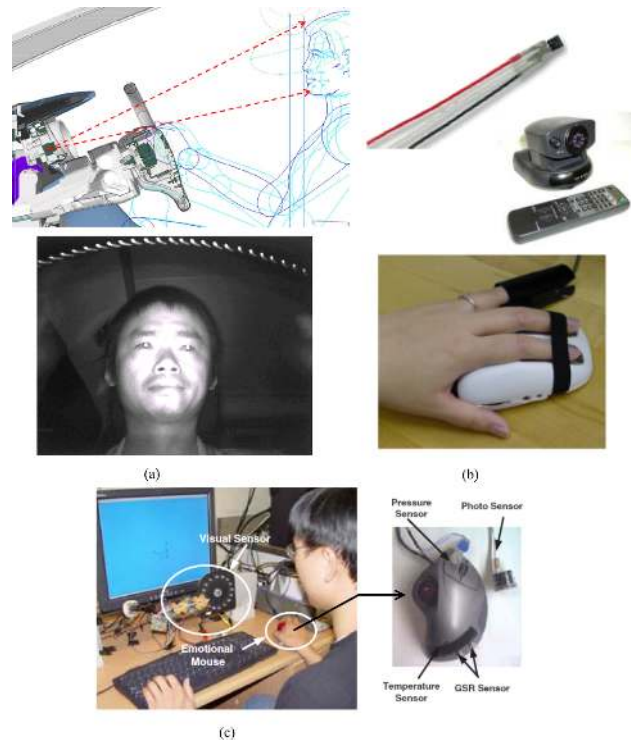 (a)
(b)
Visual Sensor
Emotional
Mouse
Pressure
Sensor
Photo Sensor
Temperature
Sensor
GSR Sensor
(c)